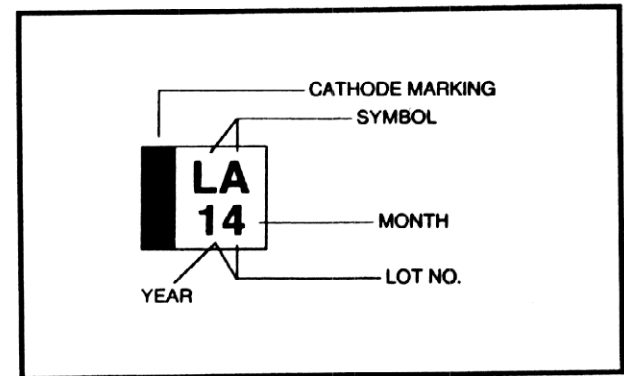 CATHODE MARKING
SYMBOL
LA
14
MONTH
LOT NO.
YEAR